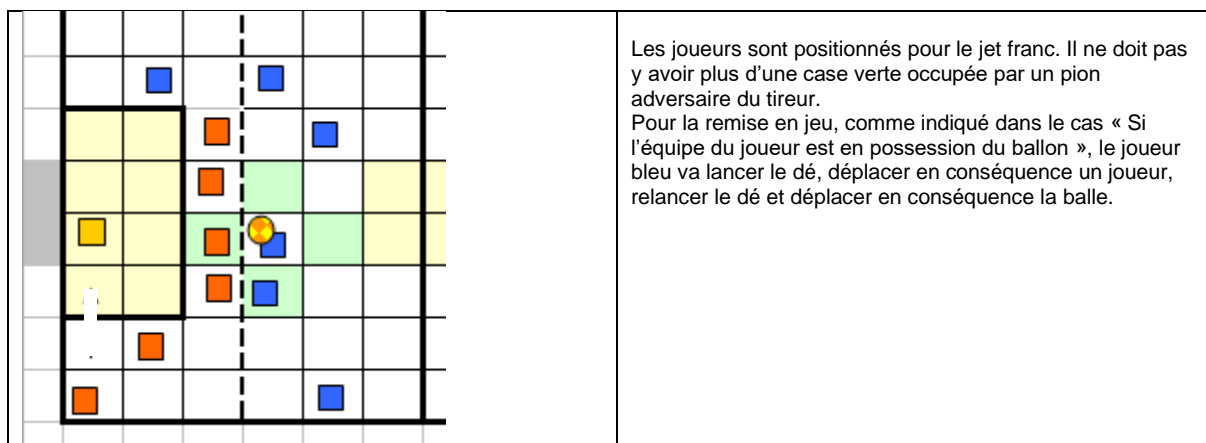 Les joueurs sont positionnés pour le jet franc. Il ne doit pas
y avoir plus d'une case verte occupée par un pion
adversaire du tireur.
Pour la remise en jeu, comme indiqué dans le cas « Si
l'équipe du joueur est en possession du ballon », le joueur
bleu va lancer le dé, déplacer en conséquence un joueur,
relancer le dé et déplacer en conséquence la balle.